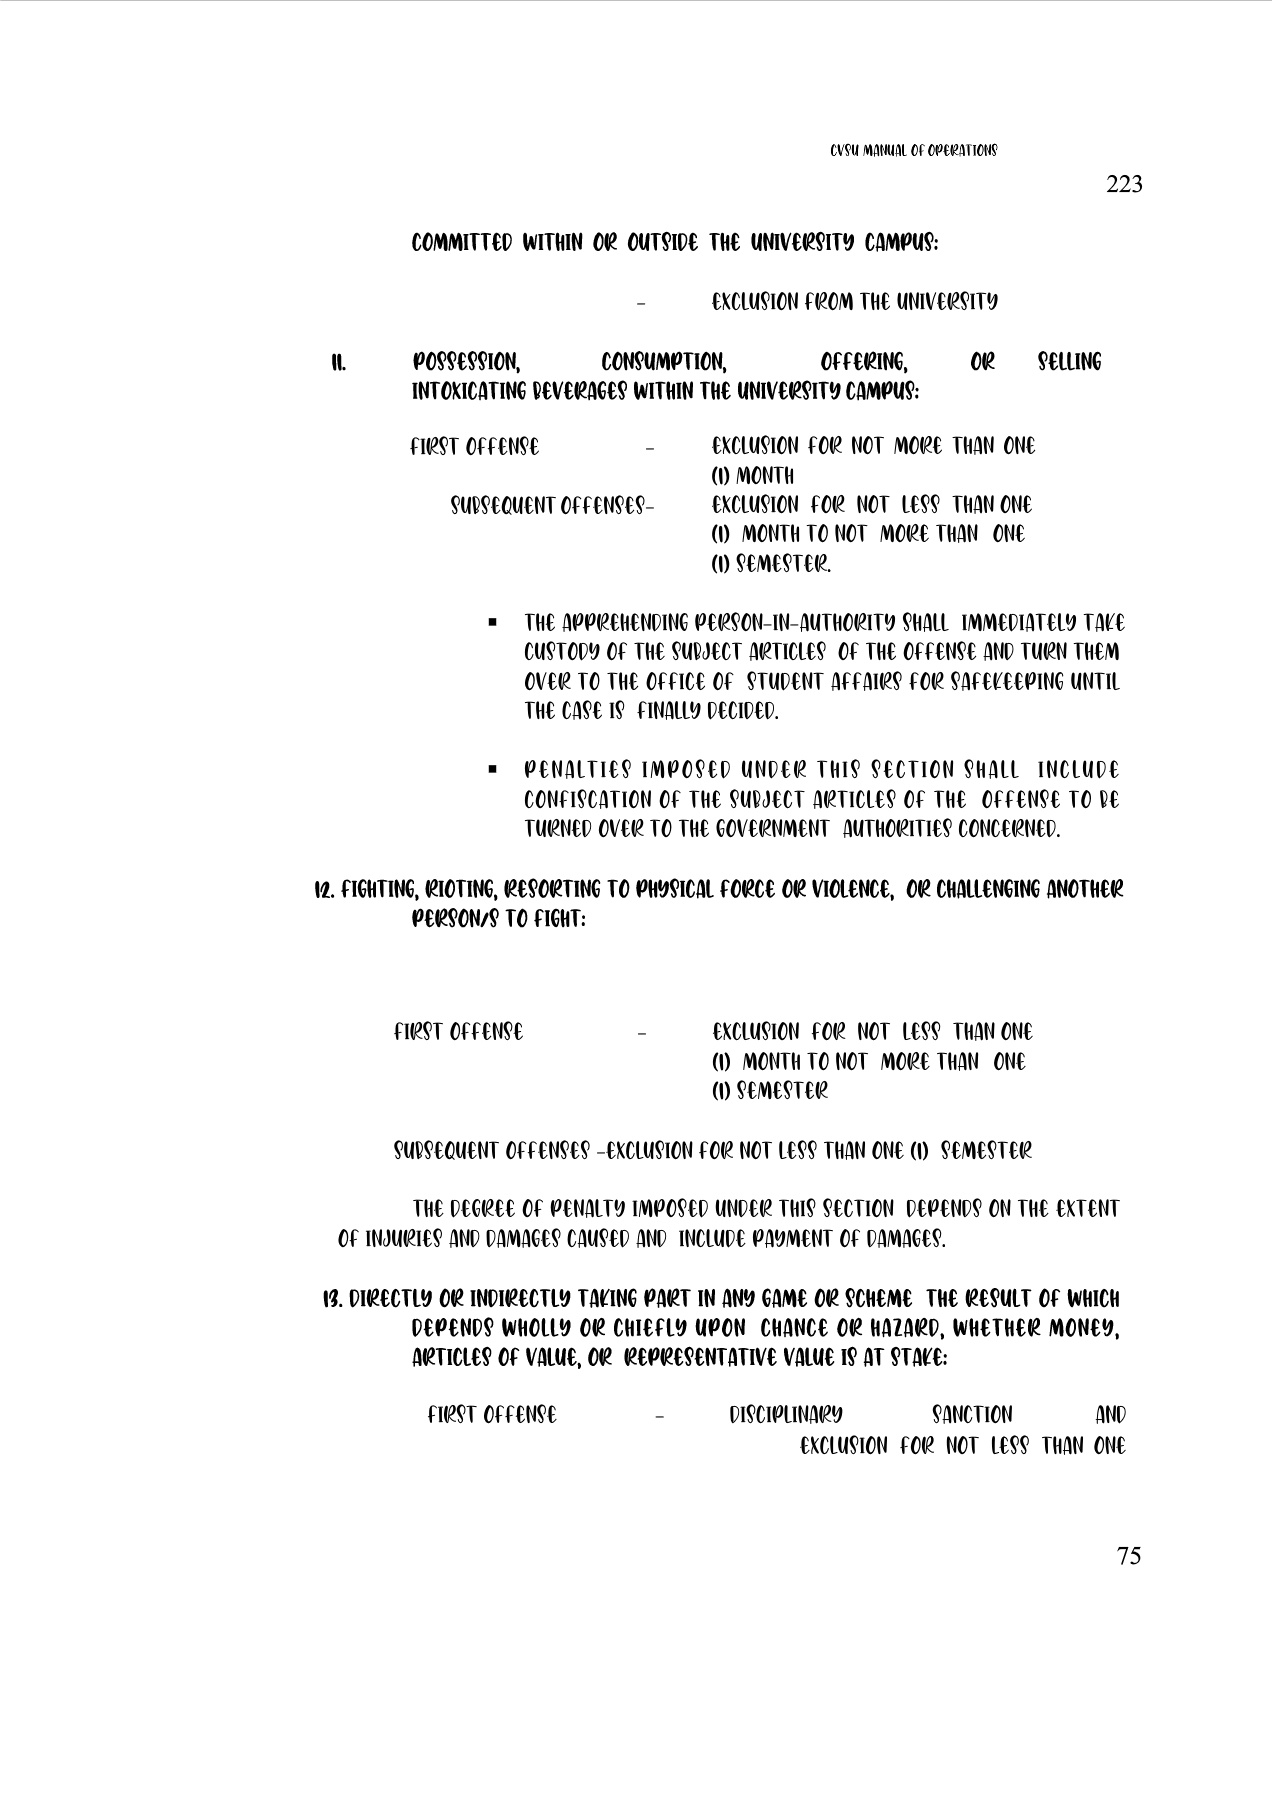 CVSU MANUAL OF OPERATIONS
223
COMMITTED WITHIN OR OUTSIDE THE UNIVERSITY CAMPUS:
– EXCLUSION FROM THE UNIVERSITY
11. POSSESSION, CONSUMPTION, OFFERING, OR SELLING
INTOXICATING BEVERAGES WITHIN THE UNIVERSITY CAMPUS:
FIRST OFFENSE – EXCLUSION FOR NOT MORE THAN ONE
(1) MONTH
SUBSEQUENT OFFENSES– EXCLUSION FOR NOT LESS THAN ONE
(1) MONTH TO NOT MORE THAN ONE
(1) SEMESTER.
▪ THE APPREHENDING PERSON-IN-AUTHORITY SHALL IMMEDIATELY TAKE
CUSTODY OF THE SUBJECT ARTICLES OF THE OFFENSE AND TURN THEM
OVER TO THE OFFICE OF STUDENT AFFAIRS FOR SAFEKEEPING UNTIL
THE CASE IS FINALLY DECIDED.
▪ PENALTIES IMPOSED UNDER THIS SECTION SHALL INCLUDE
CONFISCATION OF THE SUBJECT ARTICLES OF THE OFFENSE TO BE
TURNED OVER TO THE GOVERNMENT AUTHORITIES CONCERNED.
12. FIGHTING, RIOTING, RESORTING TO PHYSICAL FORCE OR VIOLENCE, OR CHALLENGING ANOTHER
PERSON/S TO FIGHT:
FIRST OFFENSE – EXCLUSION FOR NOT LESS THAN ONE
(1) MONTH TO NOT MORE THAN ONE
(1) SEMESTER
SUBSEQUENT OFFENSES –EXCLUSION FOR NOT LESS THAN ONE (1) SEMESTER
THE DEGREE OF PENALTY IMPOSED UNDER THIS SECTION DEPENDS ON THE EXTENT
OF INJURIES AND DAMAGES CAUSED AND INCLUDE PAYMENT OF DAMAGES.
13. DIRECTLY OR INDIRECTLY TAKING PART IN ANY GAME OR SCHEME THE RESULT OF WHICH
DEPENDS WHOLLY OR CHIEFLY UPON CHANCE OR HAZARD, WHETHER MONEY,
ARTICLES OF VALUE, OR REPRESENTATIVE VALUE IS AT STAKE:
FIRST OFFENSE – DISCIPLINARY SANCTION AND
EXCLUSION FOR NOT LESS THAN ONE
75